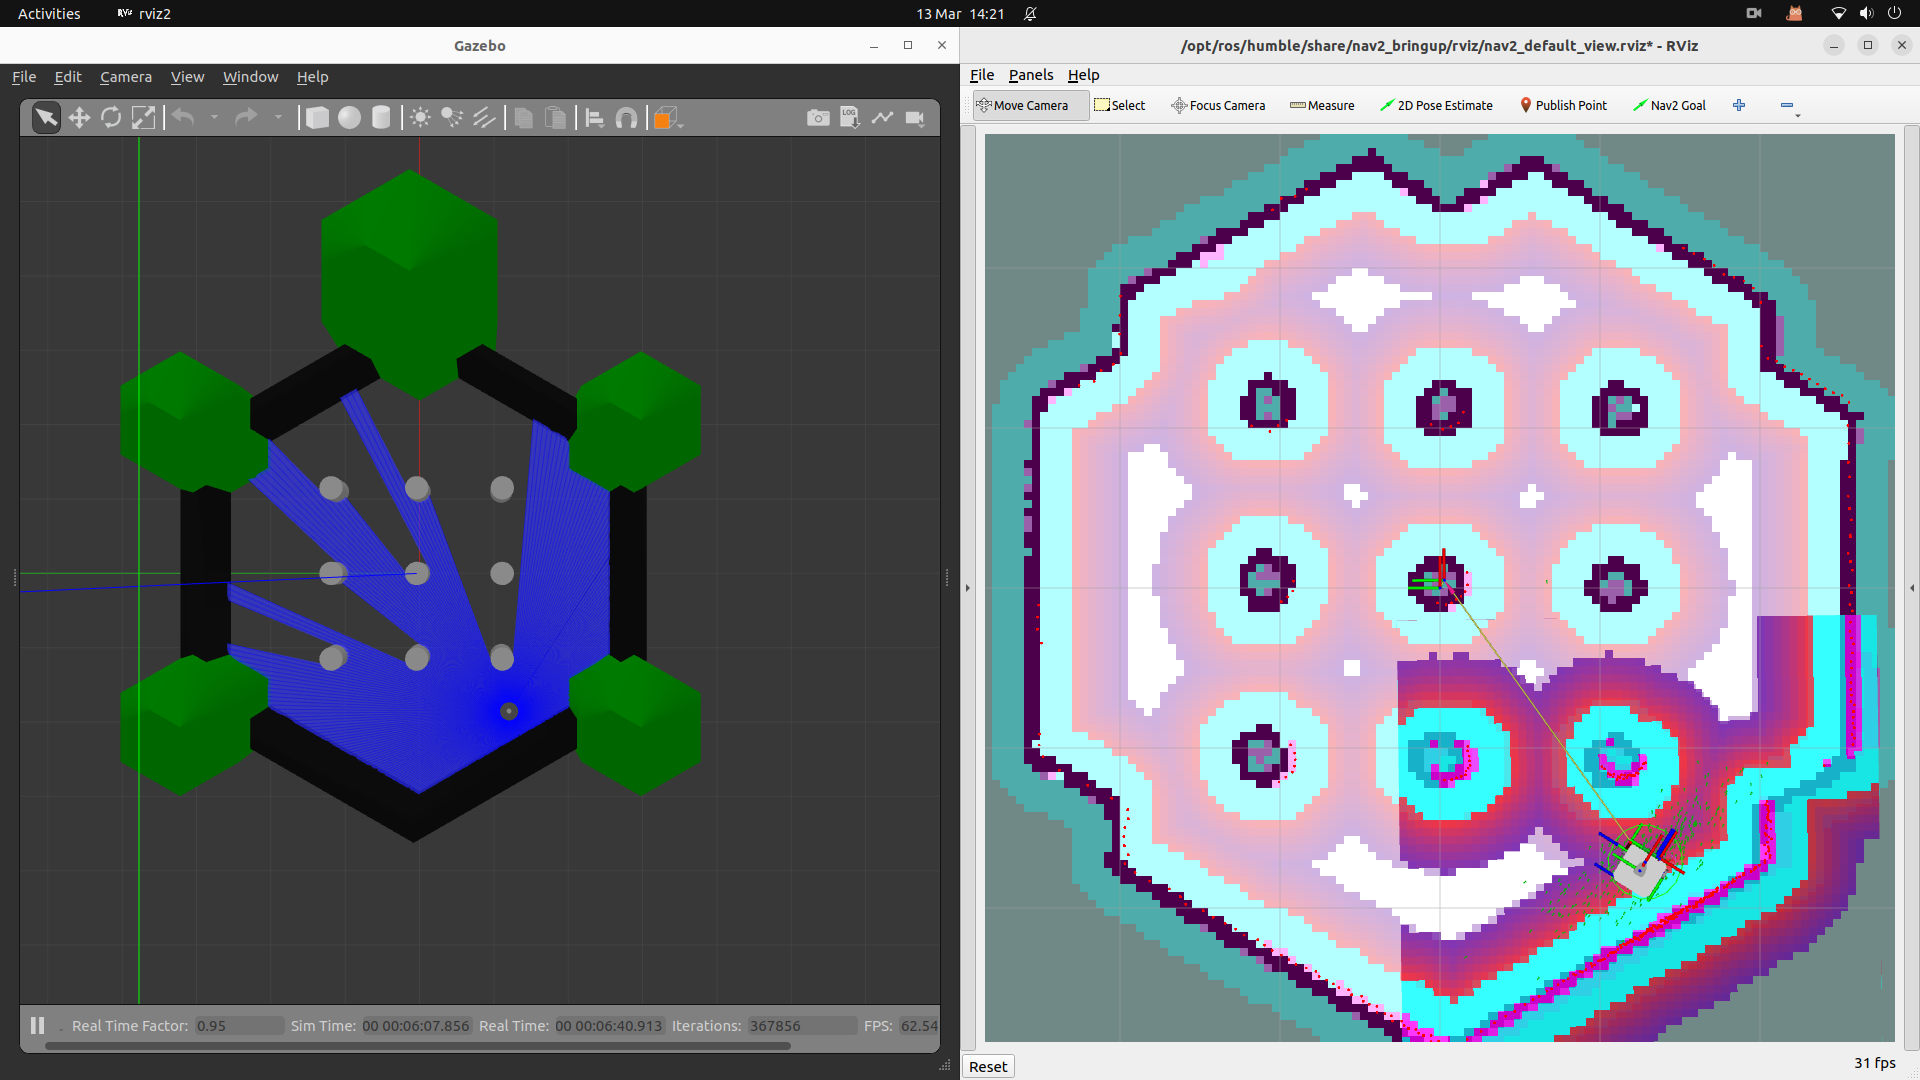 Activities RViz rviz2 13 Mar 14:21
Gazebo
/opt/ros/humble/share/nav2_bringup/rviz/nav2_default_view.rviz* - RViz
File Edit Camera View Window Help
File Panels Help
LOG
Move Camera Select Focus Camera Measure 2D Pose Estimate Publish Point Nav2 Goal
Real Time Factor: 0.95 Sim Time: 00 00:06:07.856 Real Time: 00 00:06:40.913 Iterations: 367856 FPS: 62.54
Reset 31 fps